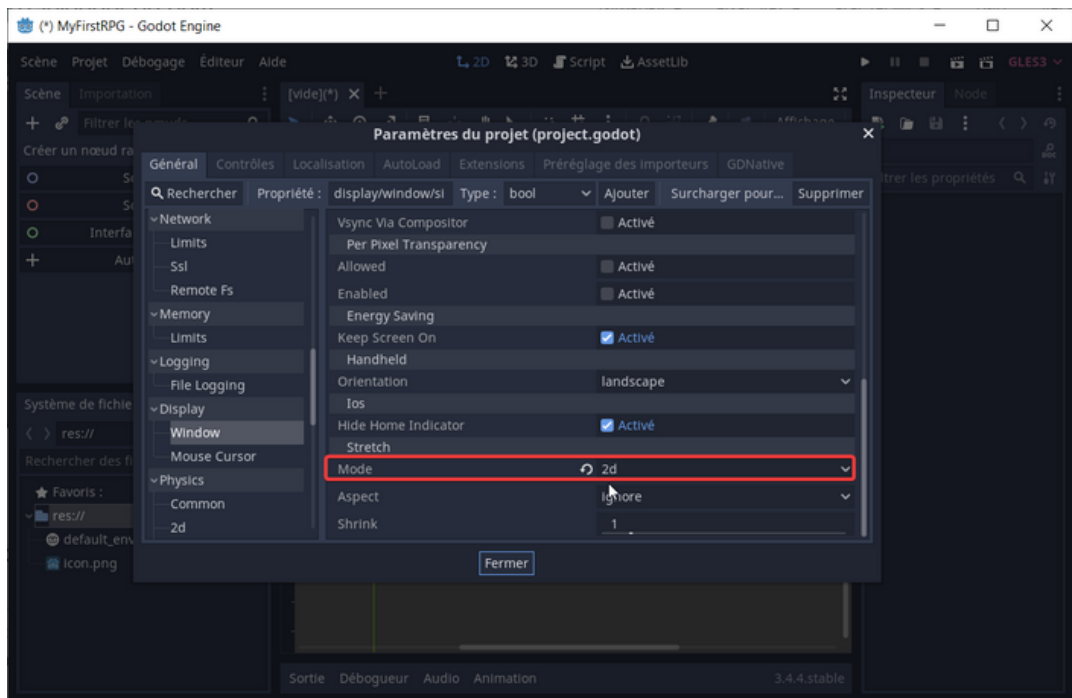 (*) MyFirstRPG - Godot Engine
Scène Projet Débogage Éditeur Aide 2D 3D Script AssetLib GLES3
Scène Importation [vide](*) Inspecteur Node
Filtrer les Affichage
Paramètres du projet (project.godot)
Créer un nœud
Général Contrôles Localisation AutoLoad Extensions Préréglage des importeurs GDNative
les propriétés
Rechercher Propriété : display/window/si Type : bool Ajouter Surcharger pour... Supprimer
Network
Vsync Via Compositor Activé
Limits
Per Pixel Transparency
Ssl
Allowed Activé
Remote Fs
Enabled Activé
Memory
Energy Saving
Limits
Keep Screen On Activé
Logging
Handheld
File Logging
Orientation landscape
Système de
Ios
Display
res://
Window
Hide Home Indicator Activé
Stretch
Rechercher des
Mouse Cursor
Mode 2d
Physics
Favoris :
Aspect ignore
Common
res://
Shrink 1
2d
default_env
icon.png
Fermer
Sortie Débogueur Audio Animation 3.4.4.stable